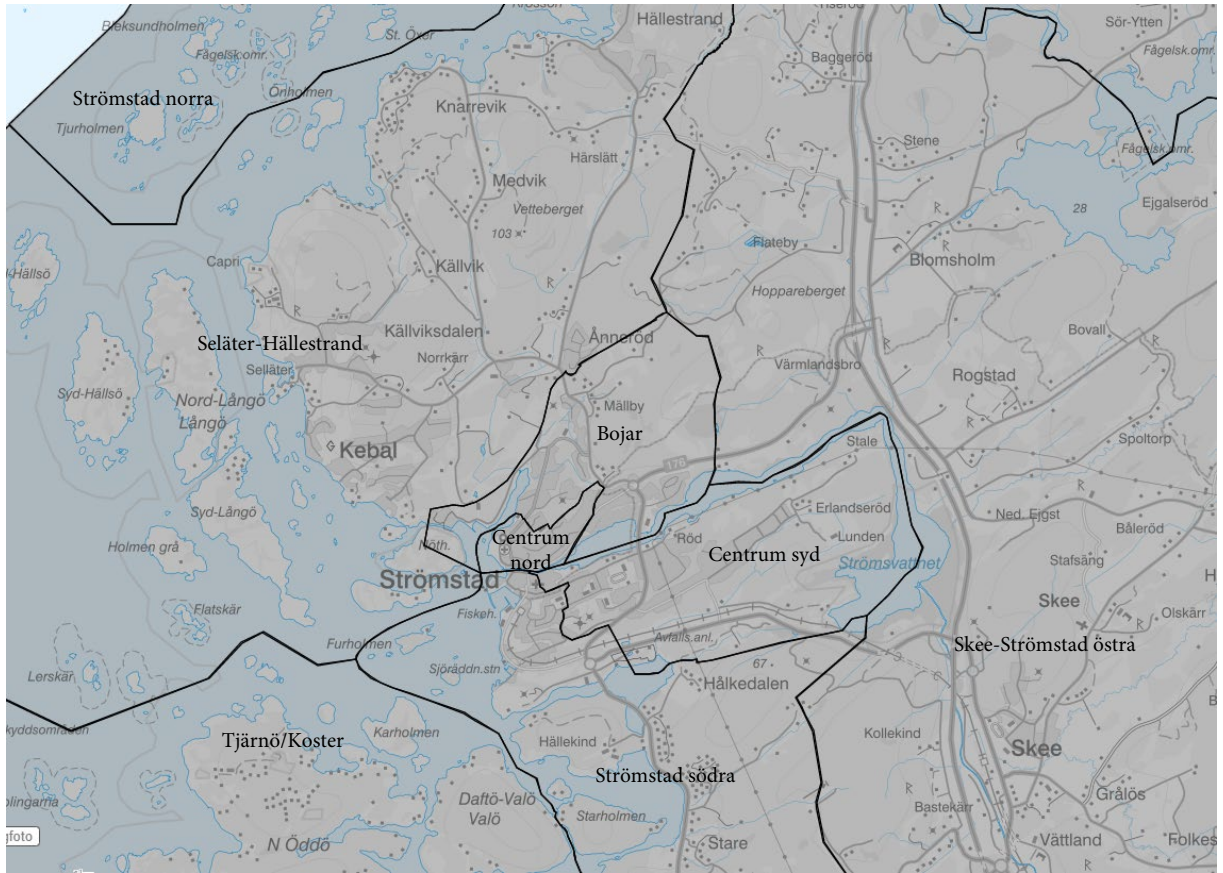 Bleksundholmen
St. Öxen
Hällestrand
Sör-Ytten
Fågelsk.omr.
Baggeröd
Fågelsk.omr.
Strömstad norra
Önholmen
Knarrevik
Tjurholmen
Härslätt
Stene
Fågelsk.omr.
Medvik
Vetteberget
Ejgalseröd
28
103
Flateby
Blomsholm
Capri
Källvik
Hoppareberget
Källviksdalen
Ånneröd
Bovall
Seläter-Hällestrand
Norrkärr
Värmlandsbro
Rogstad
Selläter
Syd-Hällsö
Nord-Långö
Långö
Mällby
Bojar
Kebal
Stale
Spoltorp
176
Syd-Långö
Erlandseröd
Ned. Ejgst
Båleröd
Holmen grå
Nöth.
Centrum
nord
Röd
Centrum syd
Lunden
Strömsvattnet
Stafsäng
Strömstad
Skee
Flatskär
Fiskeh.
Olskärr
Furholmen
Avfalls.anl.
Skee-Strömstad östra
Lerskär
Sjöräddn.stn
67
Hålkedalen
Karholmen
Tjärnö/Koster
Hällekind
Kollekind
Skee
Strömstad södra
Daftö-Valö
Valö
Grålös
Starholmen
Bastekärr
N Öddö
Stare
Vättland